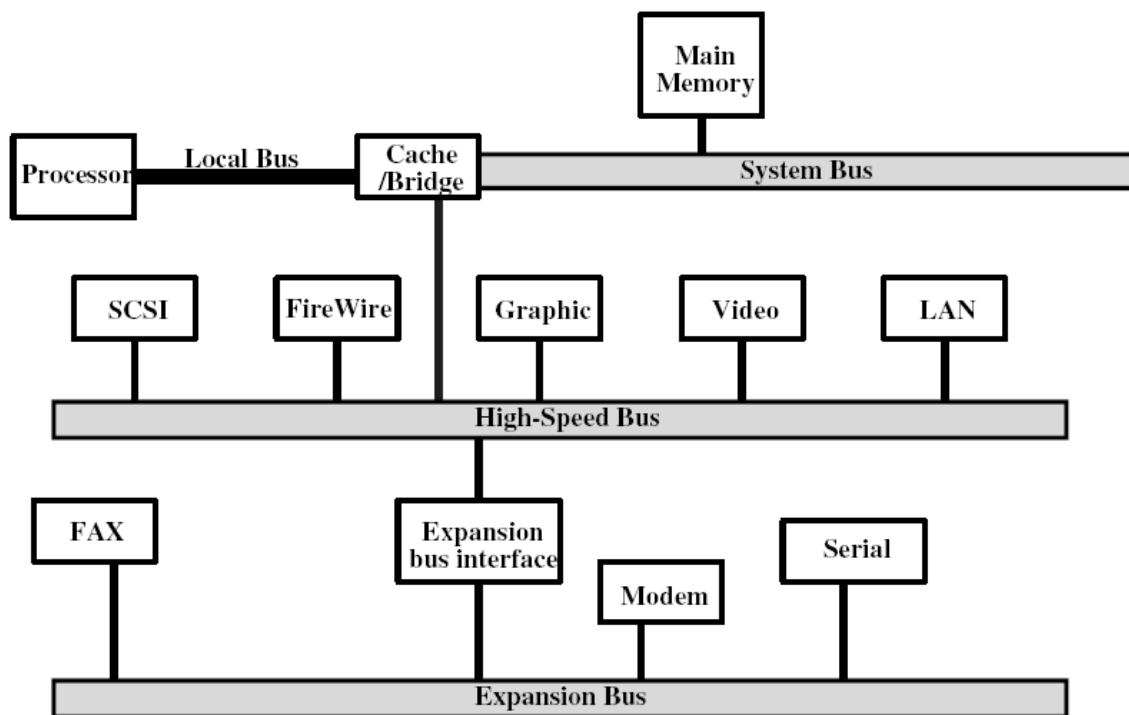 Main
Memory
Processor
Local Bus
Cache
/Bridge
System Bus
SCSI
FireWire
Graphic
Video
LAN
High-Speed Bus
FAX
Expansion
bus interface
Modem
Serial
Expansion Bus